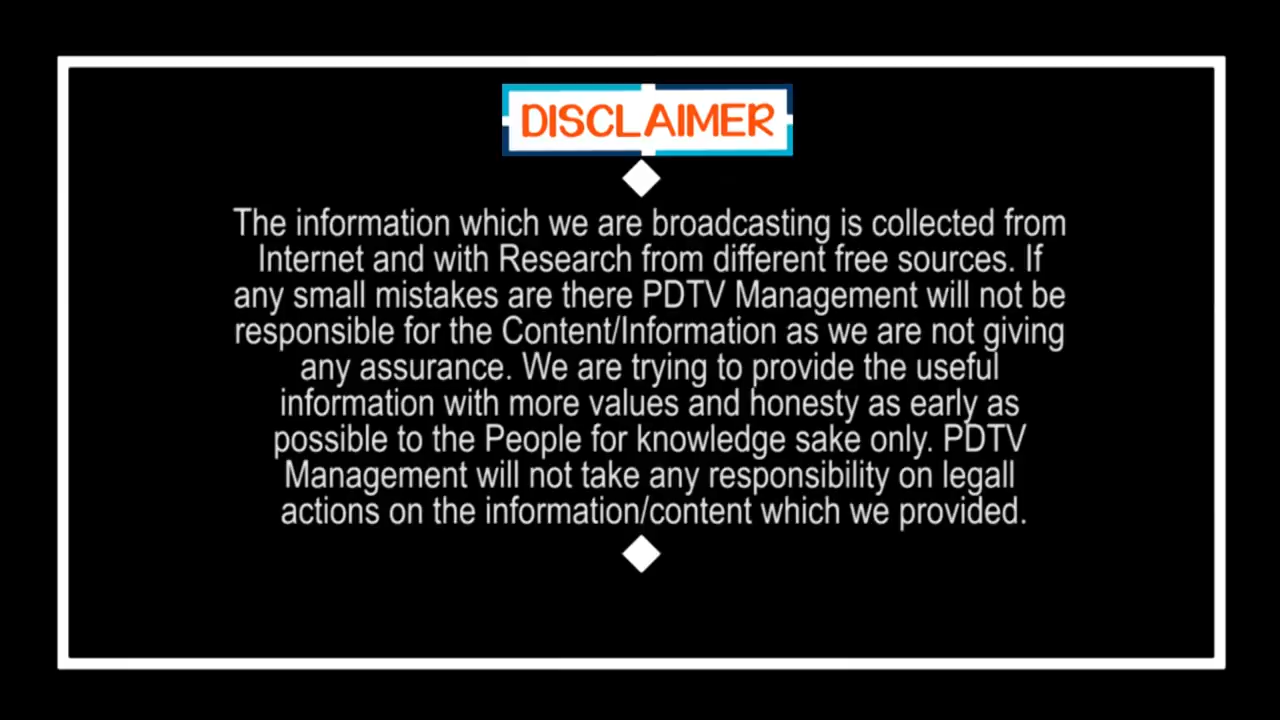 DISCLAIMER
The information which we are broadcasting is collected from
Internet and with Research from different free sources. If
any small mistakes are there PDTV Management will not be
responsible for the Content/Information as we are not giving
any assurance. We are trying to provide the useful
information with more values and honesty as early as
possible to the People for knowledge sake only. PDTV
Management will not take any responsibility on legall
actions on the information/content which we provided.